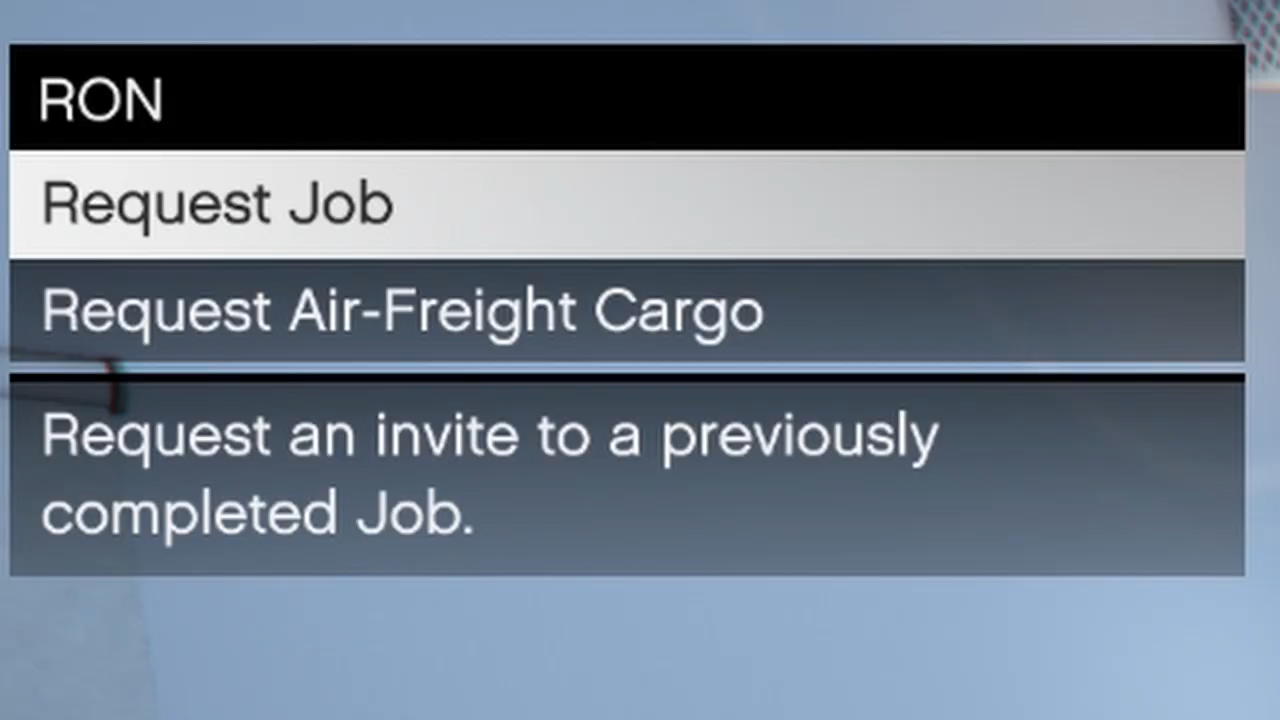 RON
Request Job
Request Air-Freight Cargo
Request an invite to a previously
completed Job.